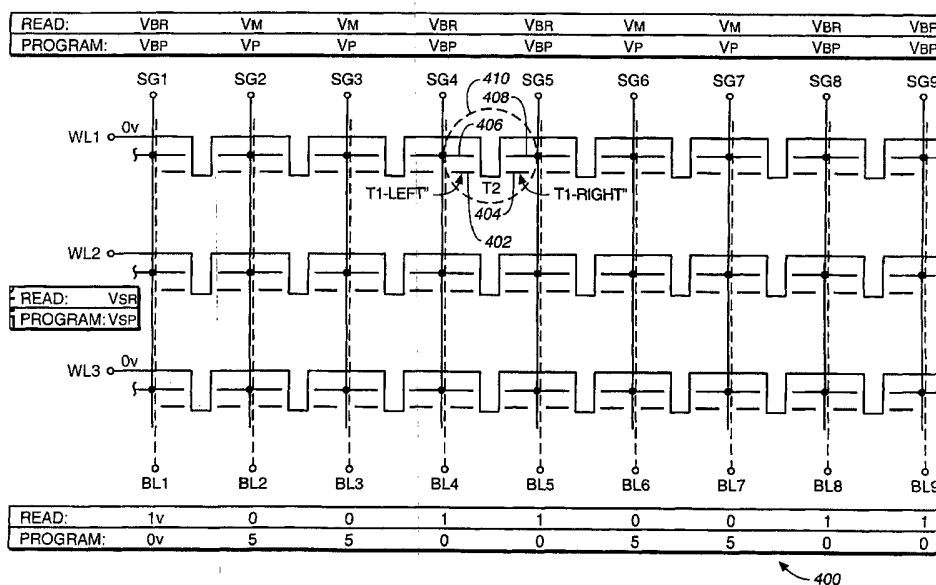 READ: VBR VM VM VBR VBR VM VM VBR VBR
PROGRAM: VBP VP VP VBP VBP VP VP VBP VBP
SG1 SG2 SG3 SG4 410 SG5 SG6 SG7 SG8 SG9
408
WL1 0v 406
T1-LEFT" T2 T1-RIGHT"
404
402
WL2
READ: VSR
PROGRAM: VSP
WL3 0v
BL1 BL2 BL3 BL4 BL5 BL6 BL7 BL8 BL9
READ: 1v 0 0 1 1 0 0 1 1
PROGRAM: 0v 5 5 0 0 5 5 0 0
400